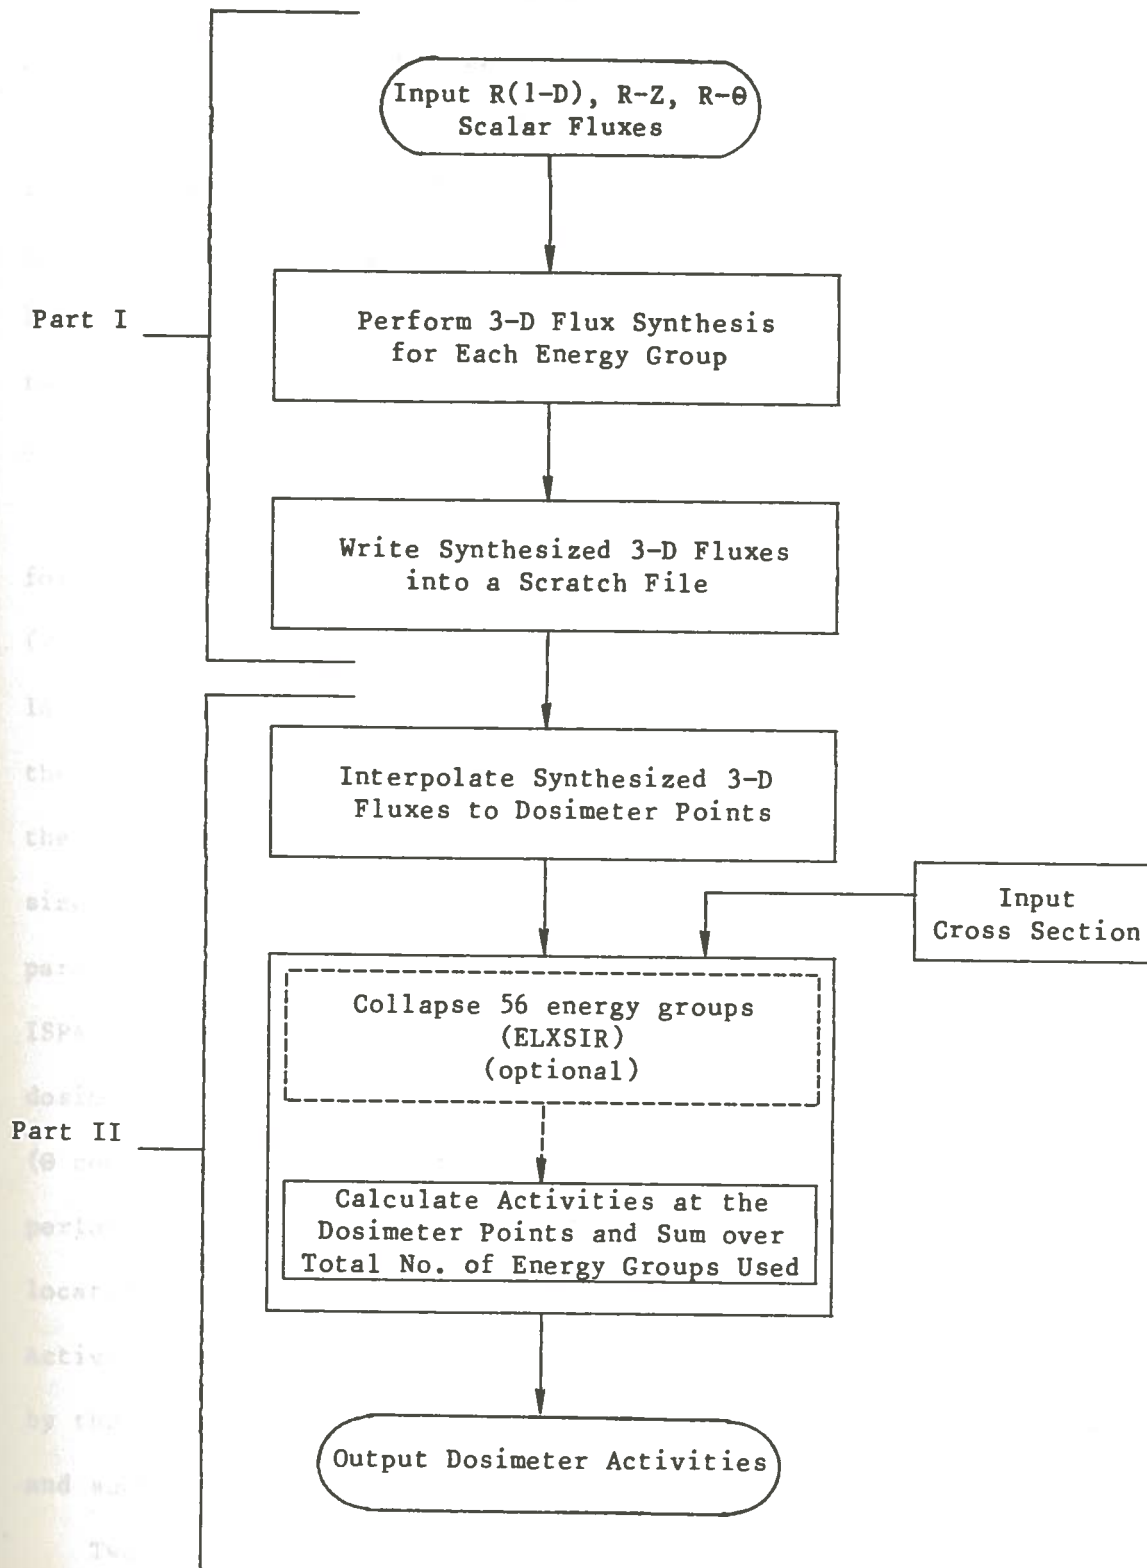 Input R(1-D), R-Z, R-θ
Scalar Fluxes
Part I
Perform 3-D Flux Synthesis
for Each Energy Group
Write Synthesized 3-D Fluxes
into a Scratch File
Interpolate Synthesized 3-D
Fluxes to Dosimeter Points
Input
Cross Section
Collapse 56 energy groups
(ELXSIR)
(optional)
Part II
Calculate Activities at the
Dosimeter Points and Sum over
Total No. of Energy Groups Used
Output Dosimeter Activities